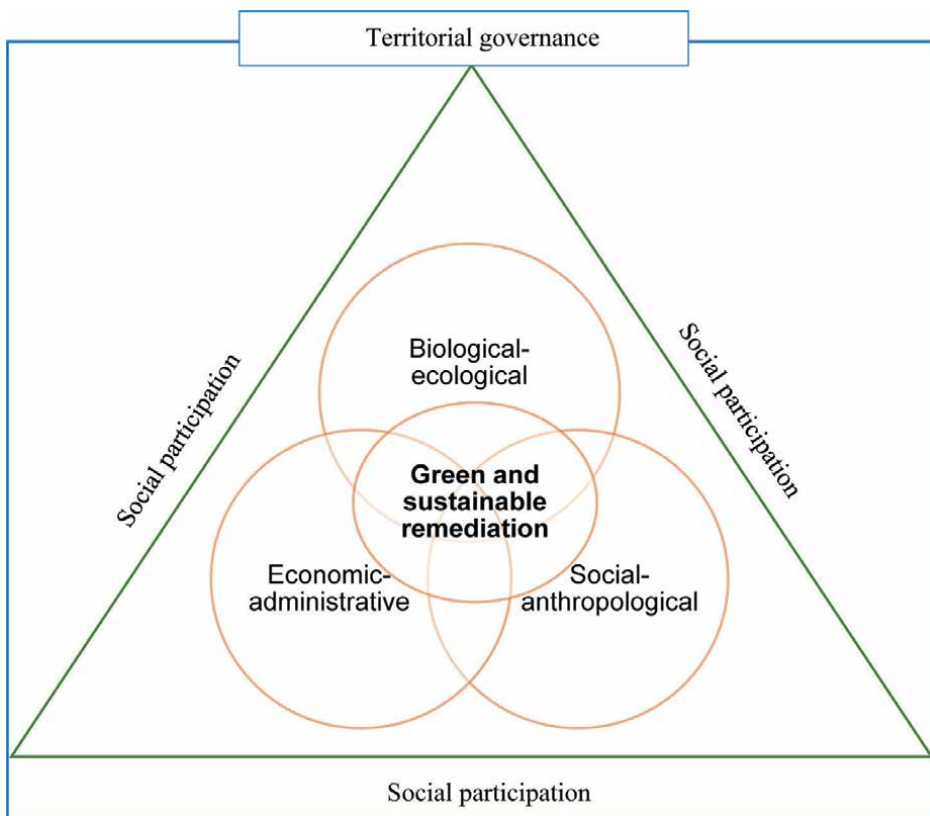 Territorial governance
Social participation
Social participation
Biological-
ecological
Green and
sustainable
remediation
Economic-
administrative
Social-
anthropological
Social participation